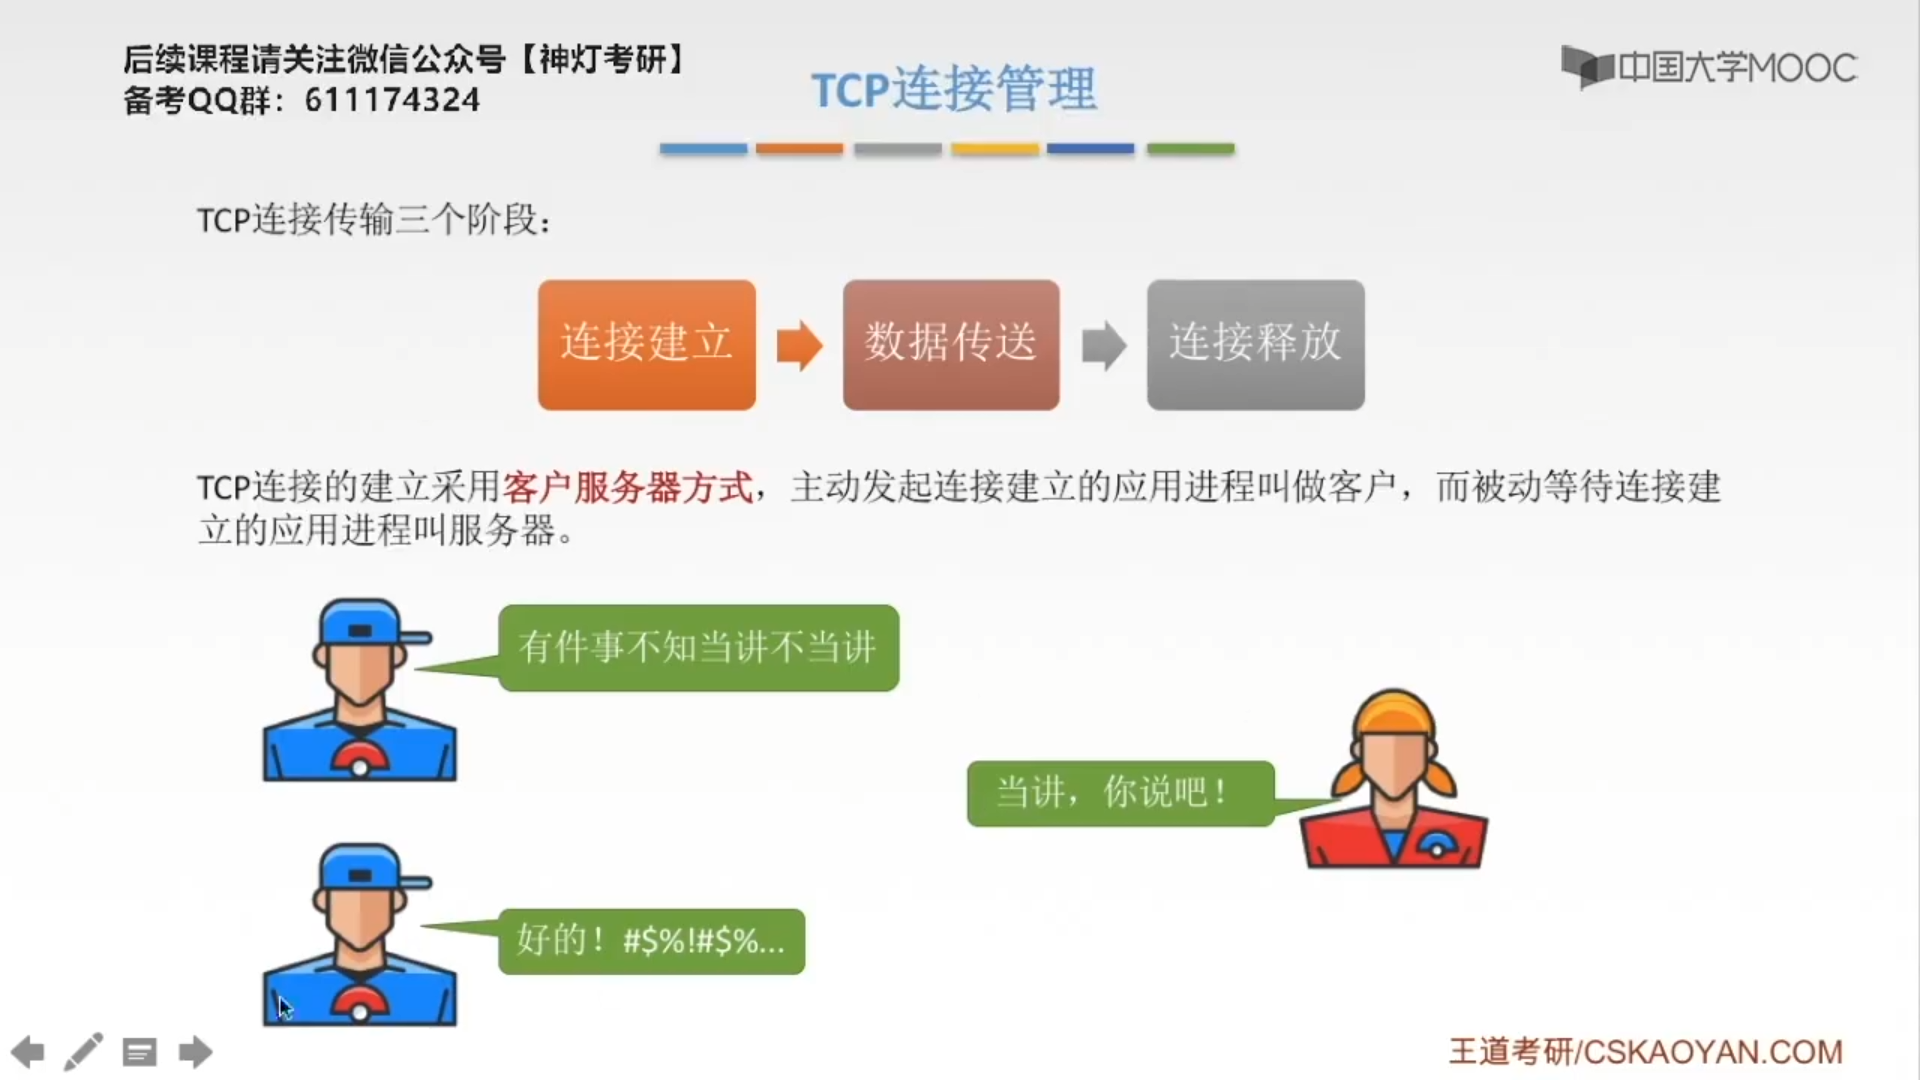 后续课程请关注微信公众号【神灯考研】
备考QQ群：611174324
TCP连接管理
中国大学MOOC
TCP连接传输三个阶段：
连接建立
数据传送
连接释放
TCP连接的建立采用客户服务器方式，主动发起连接建立的应用进程叫做客户，而被动等待连接建
立的应用进程叫服务器。
有件事不知当讲不当讲
当讲，你说吧！
好的！#$%!#$%...
王道考研/CSKAOYAN.COM